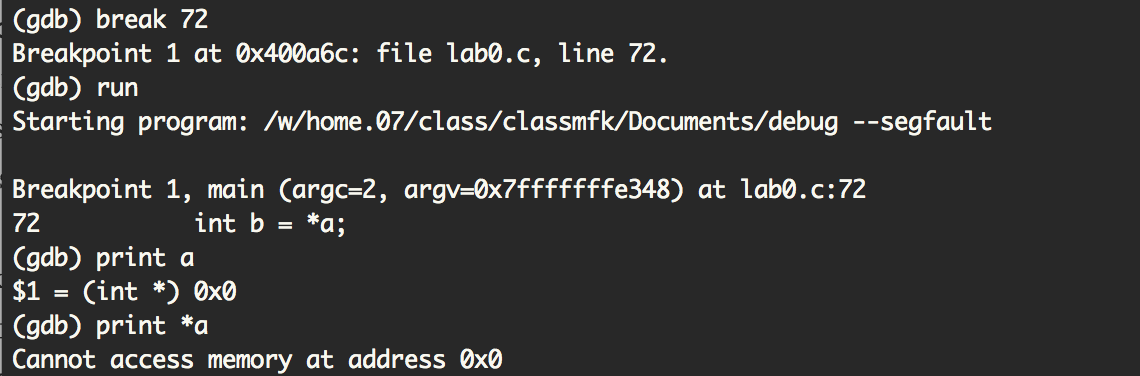 (gdb) break 72
Breakpoint 1 at 0x400a6c: file lab0.c, line 72.
(gdb) run
Starting program: /w/home.07/class/classmfk/Documents/debug --segfault
Breakpoint 1, main (argc=2, argv=0x7fffffffe348) at lab0.c:72
72 int b = *a;
(gdb) print a
$1 = (int *) 0x0
(gdb) print *a
Cannot access memory at address 0x0